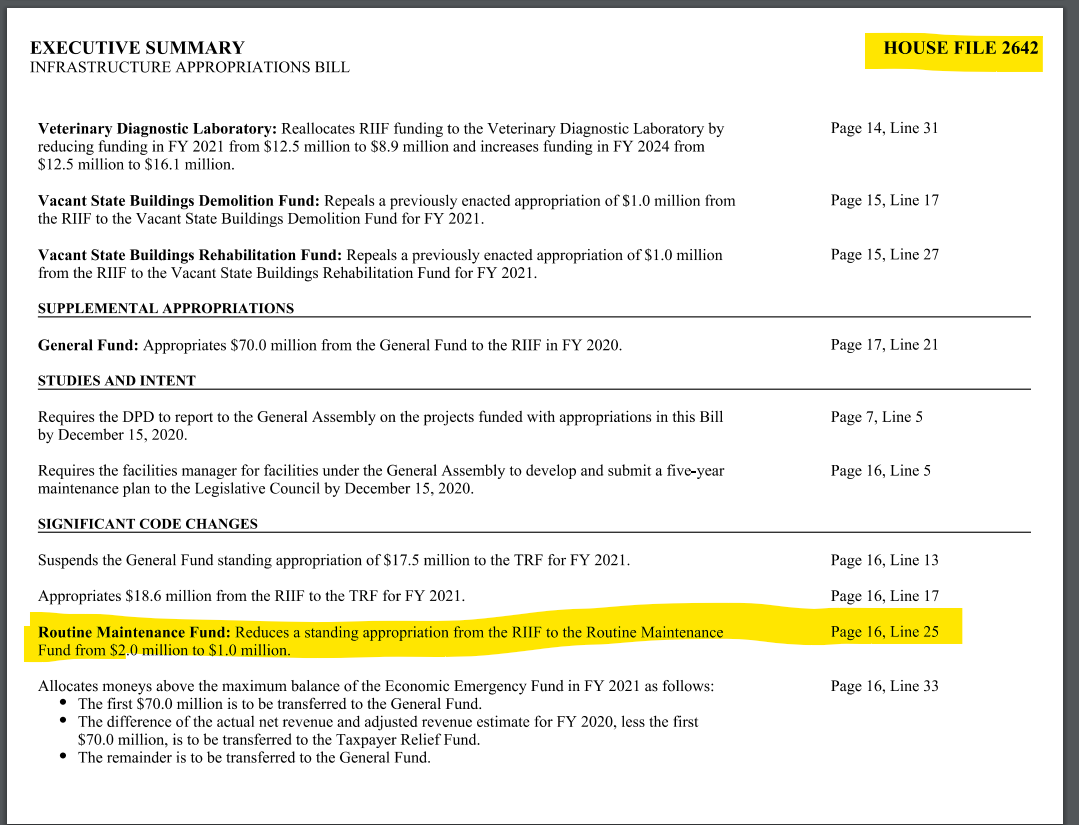 EXECUTIVE SUMMARY
HOUSE FILE 2642
INFRASTRUCTURE APPROPRIATIONS BILL
Veterinary Diagnostic Laboratory: Reallocates RIIF funding to the Veterinary Diagnostic Laboratory by
Page 14, Line 31
reducing funding in FY 2021 from $12.5 million to $8.9 million and increases funding in FY 2024 from
$12.5 million to $16.1 million.
Vacant State Buildings Demolition Fund: Repeals a previously enacted appropriation of $1.0 million from
Page 15, Line 17
the RIIF to the Vacant State Buildings Demolition Fund for FY 2021.
Vacant State Buildings Rehabilitation Fund: Repeals a previously enacted appropriation of $1.0 million
Page 15, Line 27
from the RIIF to the Vacant State Buildings Rehabilitation Fund for FY 2021.
SUPPLEMENTAL APPROPRIATIONS
General Fund: Appropriates $70.0 million from the General Fund to the RIIF in FY 2020.
Page 17, Line 21
STUDIES AND INTENT
Requires the DPD to report to the General Assembly on the projects funded with appropriations in this Bill
Page 7, Line 5
by December 15, 2020.
Requires the facilities manager for facilities under the General Assembly to develop and submit a five-year
Page 16, Line 5
maintenance plan to the Legislative Council by December 15, 2020.
SIGNIFICANT CODE CHANGES
Suspends the General Fund standing appropriation of $17.5 million to the TRF for FY 2021.
Page 16, Line 13
Appropriates $18.6 million from the RIIF to the TRF for FY 2021.
Page 16, Line 17
Routine Maintenance Fund: Reduces a standing appropriation from the RIIF to the Routine Maintenance
Page 16, Line 25
Fund from $2.0 million to $1.0 million.
Allocates moneys above the maximum balance of the Economic Emergency Fund in FY 2021 as follows:
Page 16, Line 33
• The first $70.0 million is to be transferred to the General Fund.
• The difference of the actual net revenue and adjusted revenue estimate for FY 2020, less the first
$70.0 million, is to be transferred to the Taxpayer Relief Fund.
• The remainder is to be transferred to the General Fund.